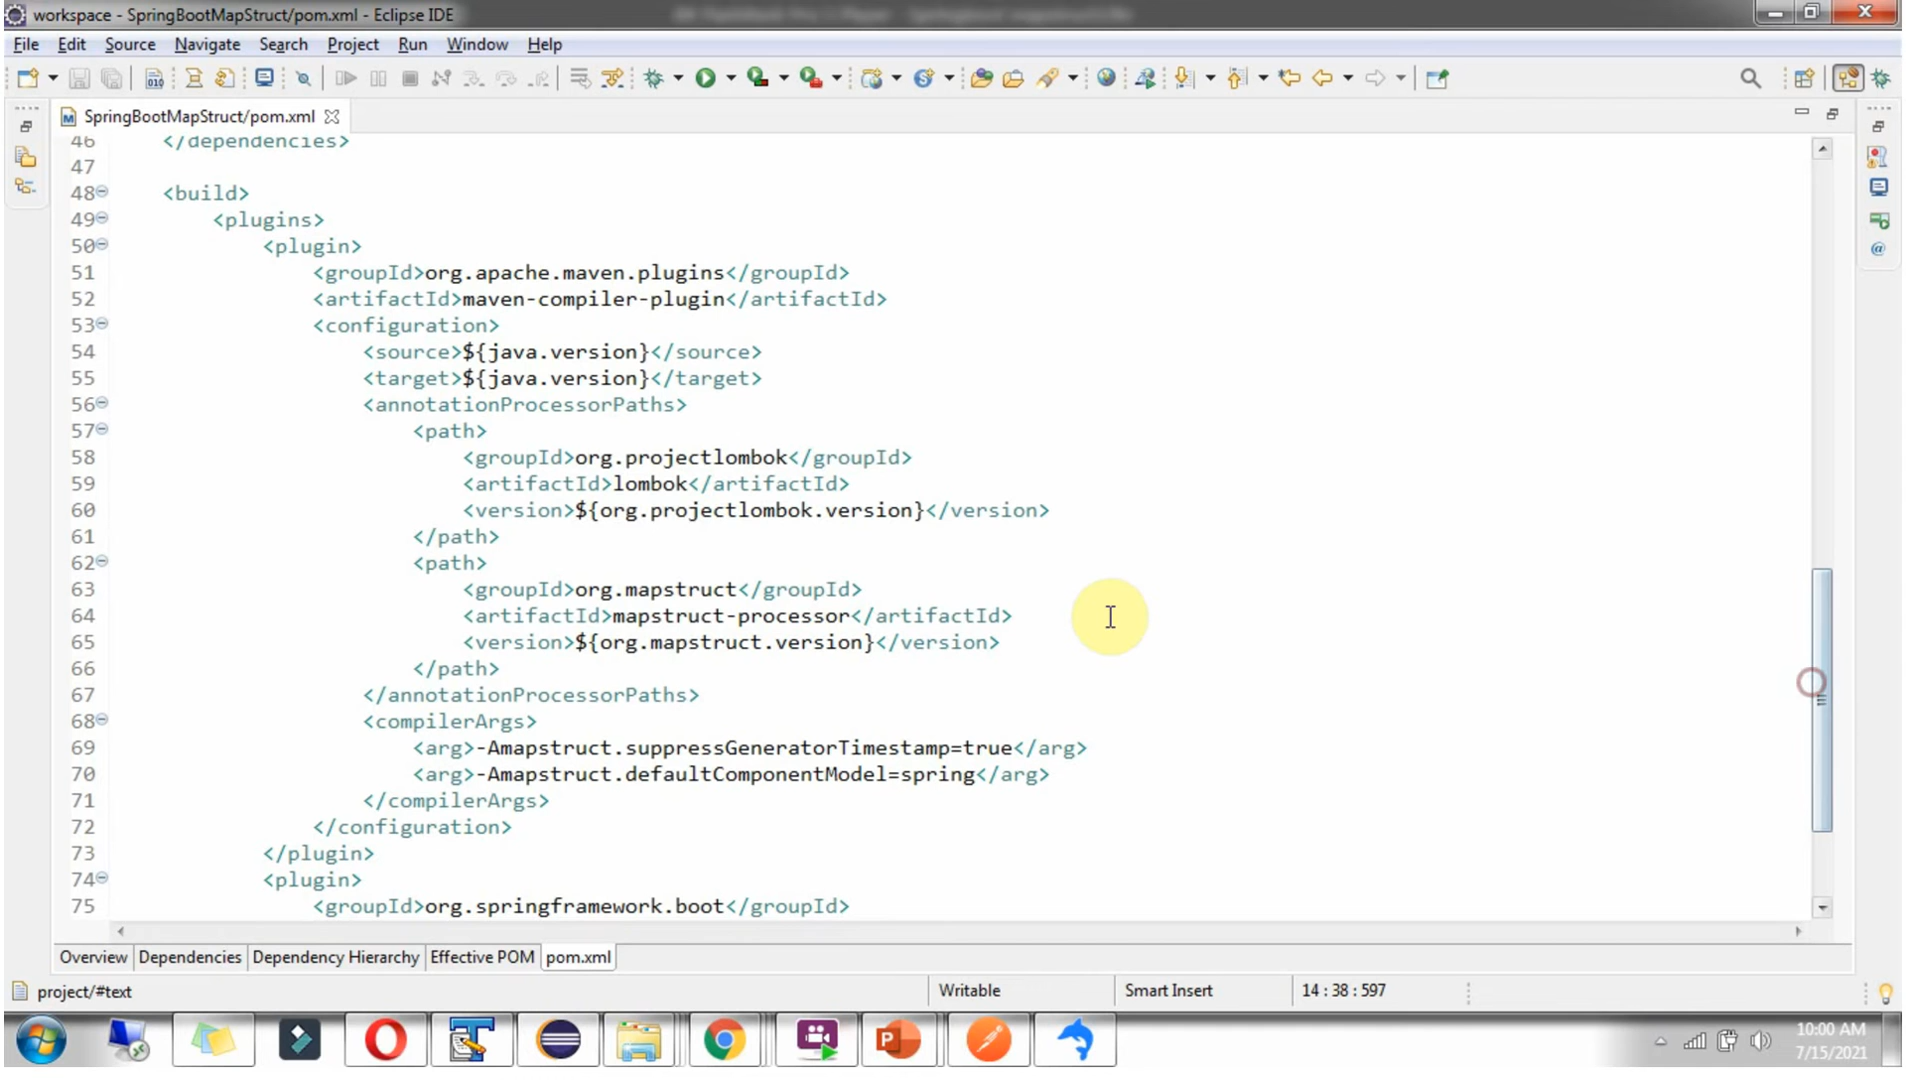 workspace - SpringBootMapStruct/pom.xml - Eclipse IDE
File Edit Source Navigate Search Project Run Window Help
SpringBootMapStruct/pom.xml
46 </dependencies>
47
48 <build>
49 <plugins>
50 <plugin>
51 <groupId>org.apache.maven.plugins</groupId>
52 <artifactId>maven-compiler-plugin</artifactId>
53 <configuration>
54 <source>${java.version}</source>
55 <target>${java.version}</target>
56 <annotationProcessorPaths>
57 <path>
58 <groupId>org.projectlombok</groupId>
59 <artifactId>lombok</artifactId>
60 <version>${org.projectlombok.version}</version>
61 </path>
62 <path>
63 <groupId>org.mapstruct</groupId>
64 <artifactId>mapstruct-processor</artifactId>
65 <version>${org.mapstruct.version}</version>
66 </path>
67 </annotationProcessorPaths>
68 <compilerArgs>
69 <arg>-Amapstruct.suppressGeneratorTimestamp=true</arg>
70 <arg>-Amapstruct.defaultComponentModel=spring</arg>
71 </compilerArgs>
72 </configuration>
73 </plugin>
74 <plugin>
75 <groupId>org.springframework.boot</groupId>
Overview Dependencies Dependency Hierarchy Effective POM pom.xml
project/#text Writable Smart Insert 14 : 38 : 597
10:00 AM
7/15/2021